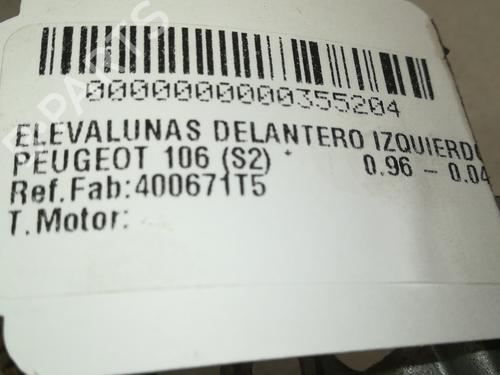 0000000000355204
ELEVALUNAS DELANTERO IZQUIERDO
PEUGEOT 106 (S2) * 0.96 - 0.04
Ref.Fab:400671T5
T.Motor: